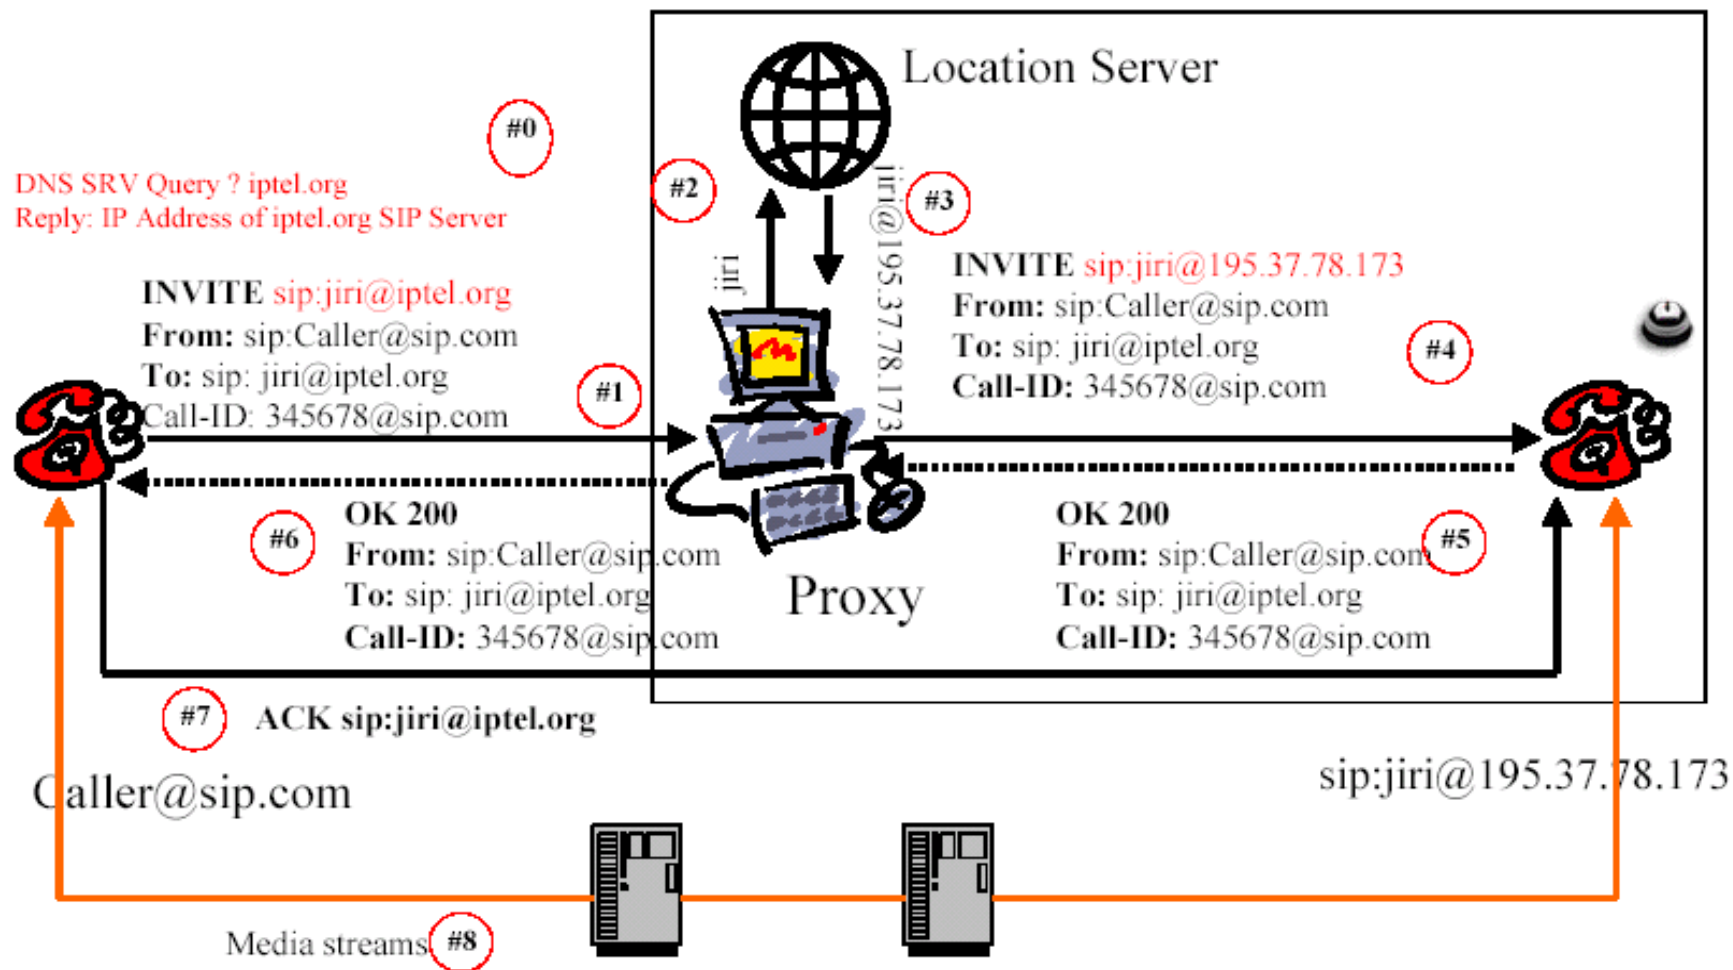 Location Server
#0
DNS SRV Query ? iptel.org
Reply: IP Address of iptel.org SIP Server
#2
#3
jiri
jiri@195.37.78.173
INVITE sip:jiri@iptel.org
From: sip:Caller@sip.com
To: sip: jiri@iptel.org
Call-ID: 345678@sip.com
#1
INVITE sip:jiri@195.37.78.173
From: sip:Caller@sip.com
To: sip: jiri@iptel.org
Call-ID: 345678@sip.com
#4
#6
OK 200
From: sip:Caller@sip.com
To: sip: jiri@iptel.org
Call-ID: 345678@sip.com
Proxy
OK 200
From: sip:Caller@sip.com
To: sip: jiri@iptel.org
Call-ID: 345678@sip.com
#5
#7
ACK sip:jiri@iptel.org
Caller@sip.com
sip:jiri@195.37.78.173
Media streams
#8